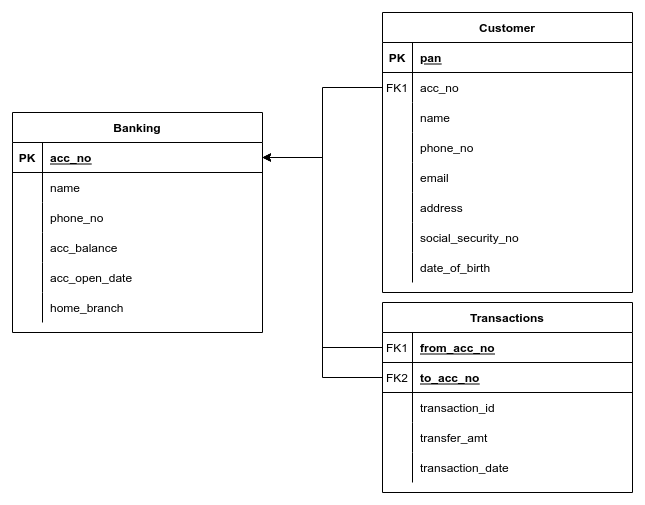 Banking
PK acc_no
name
phone_no
acc_balance
acc_open_date
home_branch
Customer
PK pan
FK1 acc_no
name
phone_no
email
address
social_security_no
date_of_birth
Transactions
FK1 from_acc_no
FK2 to_acc_no
transaction_id
transfer_amt
transaction_date